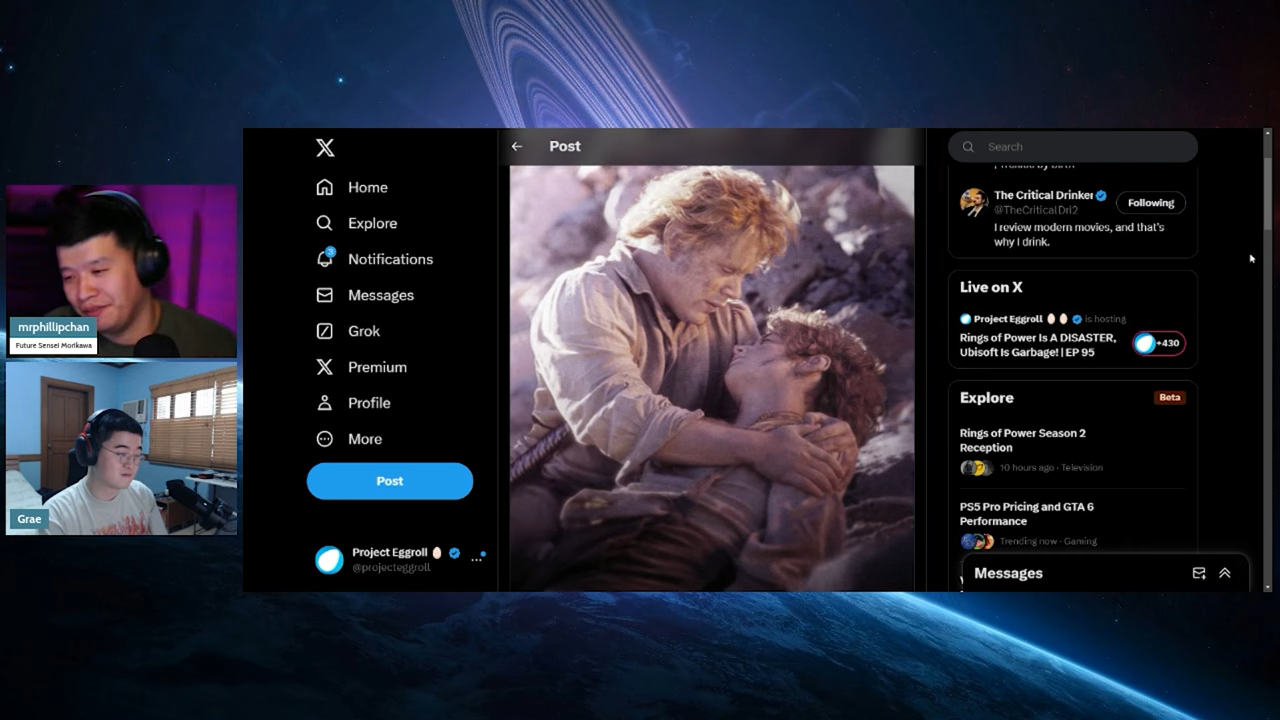 mrphillipchan
Future Sensei Morikawa
Grae
X
Home
Explore
Notifications
3
Messages
Grok
Premium
Profile
More
Post
Project Eggroll
@projecteggroll
Post
Search
The Critical Drinker
@TheCriticalDri2
Following
I review modern movies, and that's
why I drink.
Live on X
Project Eggroll is hosting
Rings of Power Is A DISASTER,
Ubisoft Is Garbage! | EP 95
+430
Explore
Beta
Rings of Power Season 2
Reception
10 hours ago · Television
PS5 Pro Pricing and GTA 6
Performance
Trending now · Gaming
Messages